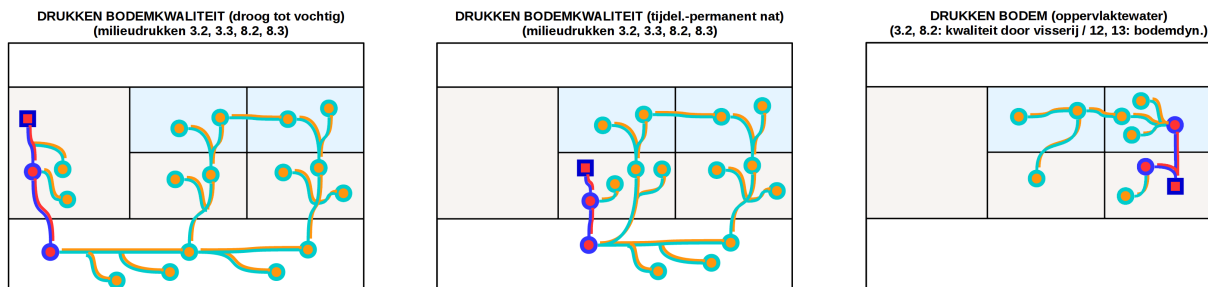 DRUKKEN BODEMKWALITEIT (droog tot vochtig)
(milieudrukken 3.2, 3.3, 8.2, 8.3)
DRUKKEN BODEMKWALITEIT (tijdel.-permanent nat)
(milieudrukken 3.2, 3.3, 8.2, 8.3)
DRUKKEN BODEM (oppervlaktewater)
(3.2, 8.2: kwaliteit door visserij / 12, 13: bodemdyn.)